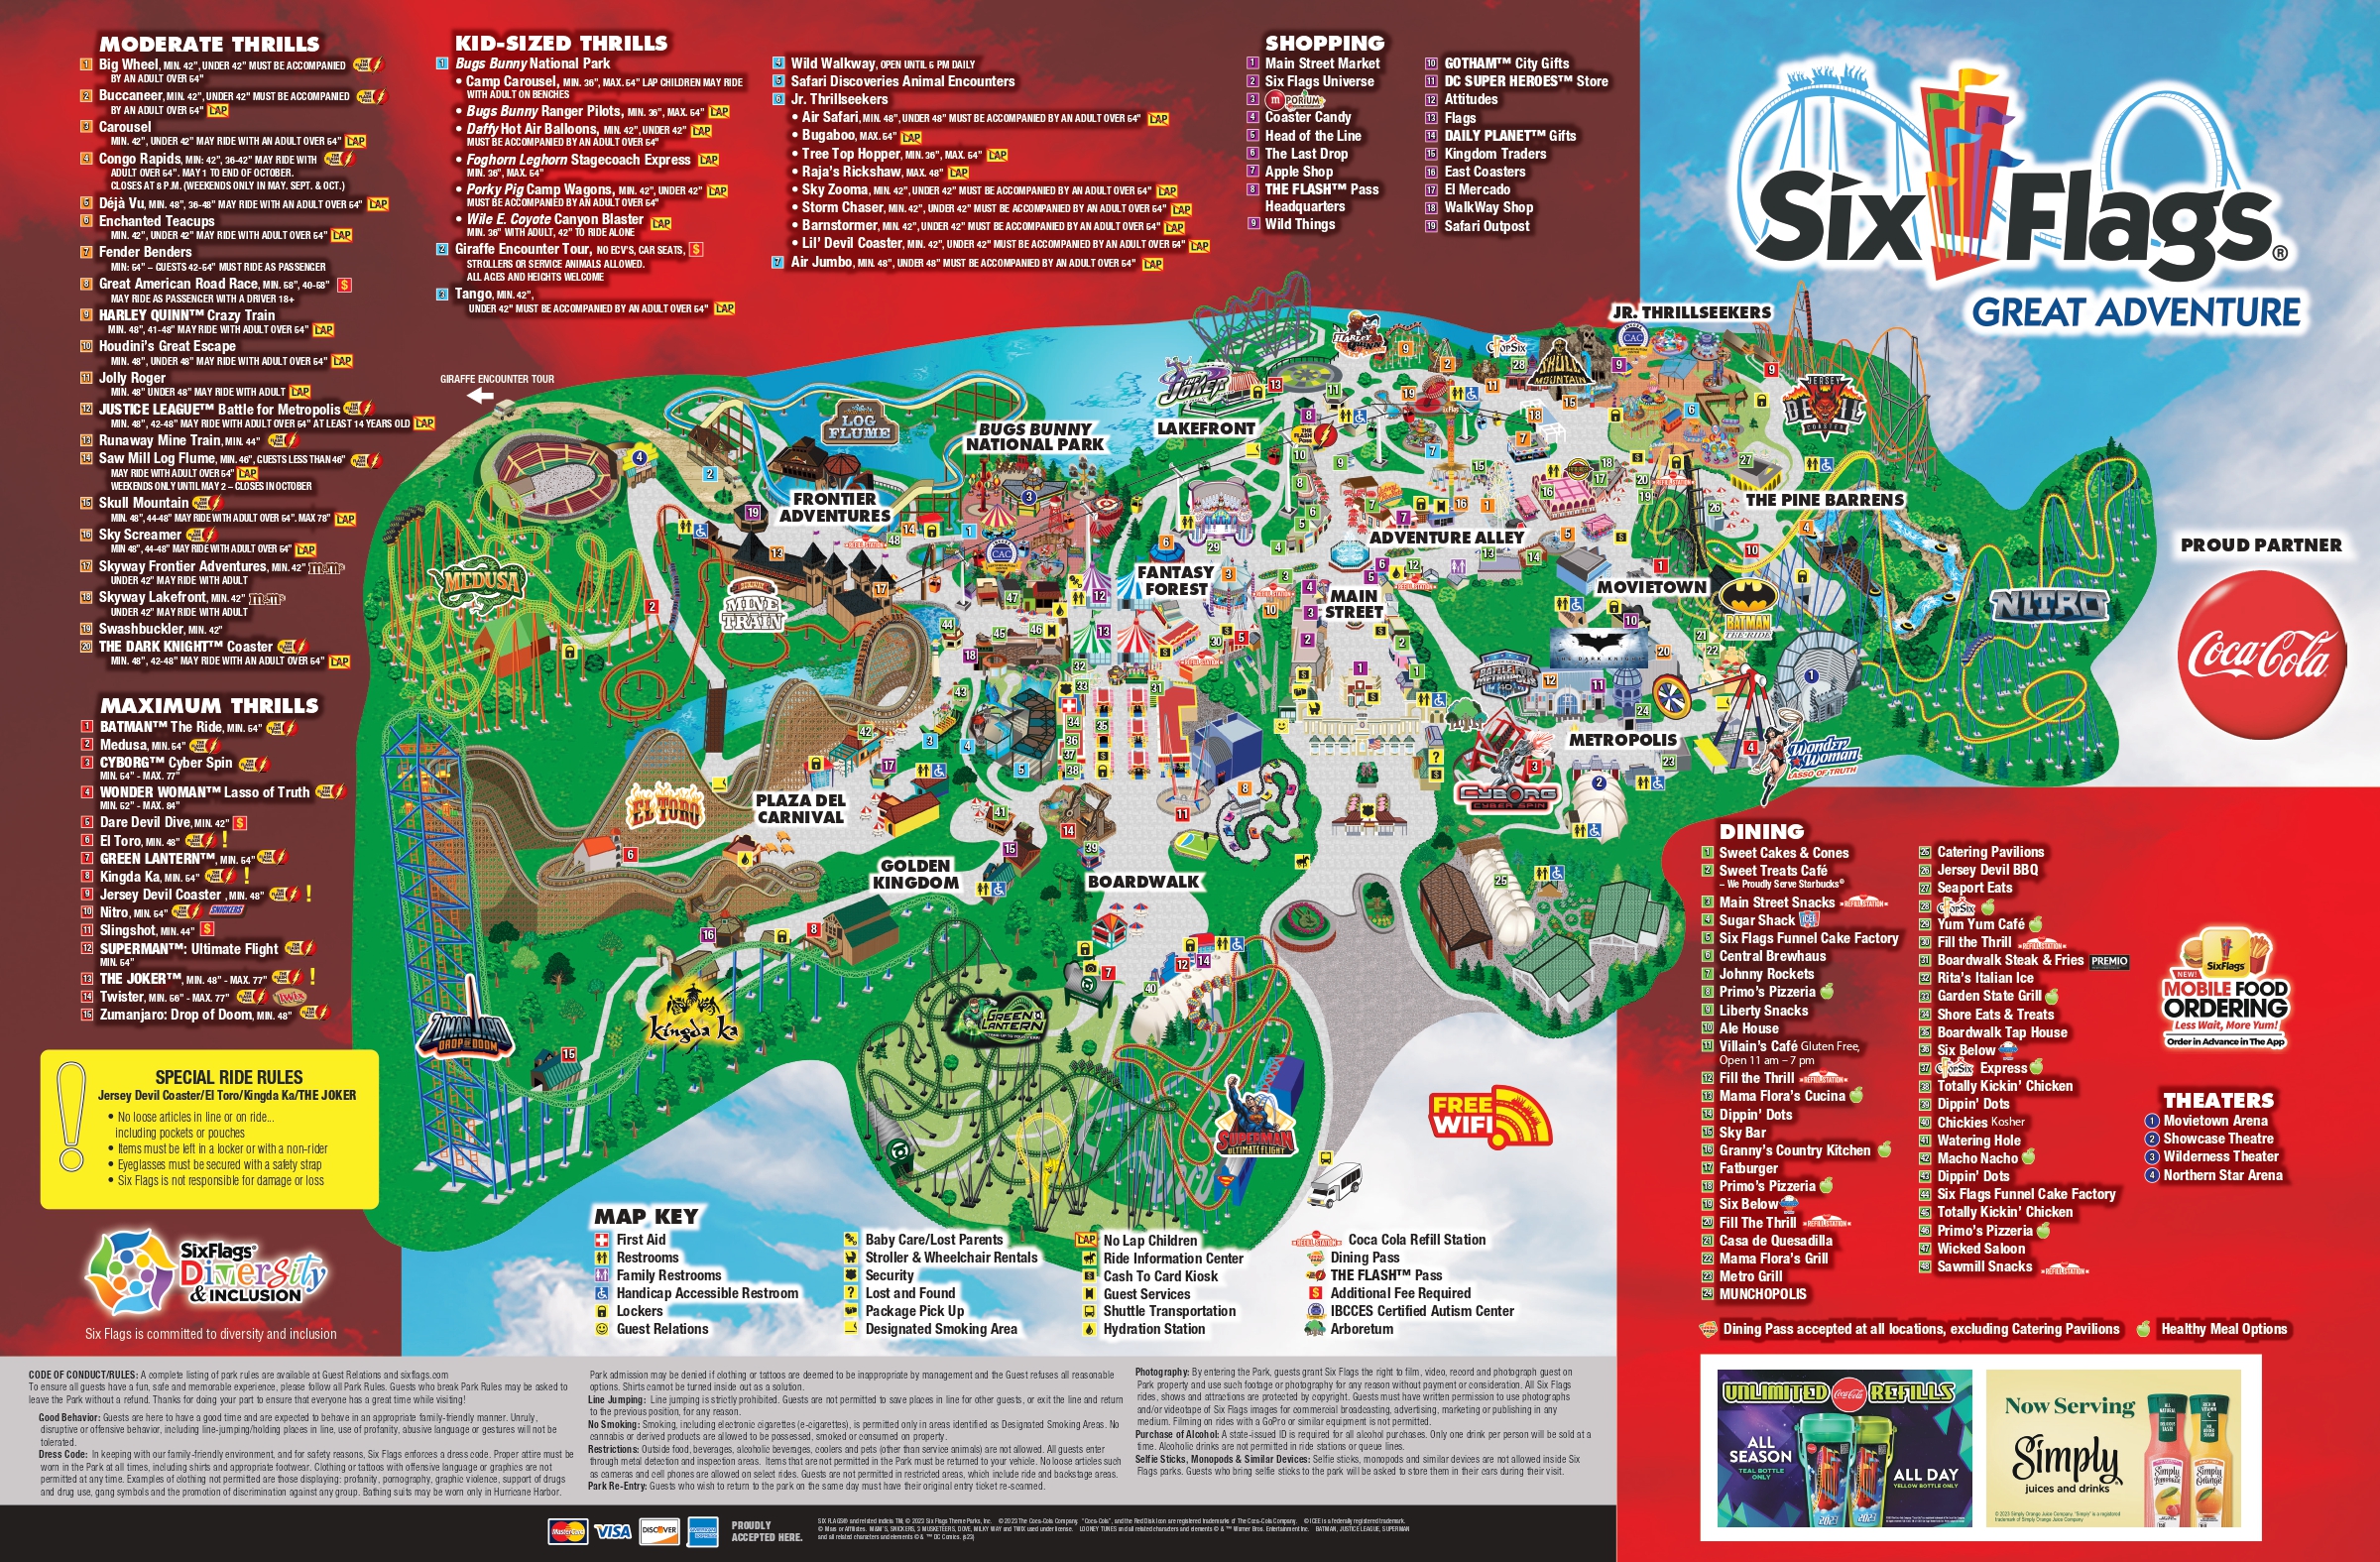 MODERATE THRILLS
1 Big Wheel, MIN. 42", UNDER 42" MUST BE ACCOMPANIED
BY AN ADULT OVER 54"
2 Buccaneer, MIN. 42", UNDER 42" MUST BE ACCOMPANIED
BY AN ADULT OVER 54" LAP
3 Carousel
MIN. 42", UNDER 42" MAY RIDE WITH AN ADULT OVER 54" LAP
4 Congo Rapids, MIN: 42", 36-42" MAY RIDE WITH
ADULT OVER 54". MAY 1 TO END OF OCTOBER.
CLOSES AT 8 P.M. (WEEKENDS ONLY IN MAY. SEPT. & OCT.)
5 Déjà Vu, MIN. 48", 36-48" MAY RIDE WITH AN ADULT OVER 54" LAP
6 Enchanted Teacups
MIN. 42", UNDER 42" MAY RIDE WITH ADULT OVER 54" LAP
7 Fender Benders
MIN: 54" – GUESTS 42-54" MUST RIDE AS PASSENGER
8 Great American Road Race, MIN. 58", 40-58" $
MAY RIDE AS PASSENGER WITH A DRIVER 18+
9 HARLEY QUINN™ Crazy Train
MIN. 48", 41-48" MAY RIDE WITH ADULT OVER 54" LAP
10 Houdini's Great Escape
MIN. 48", UNDER 48" MAY RIDE WITH ADULT OVER 54" LAP
11 Jolly Roger
MIN. 48" UNDER 48" MAY RIDE WITH ADULT LAP
12 JUSTICE LEAGUE™ Battle for Metropolis
MIN. 48", 42-48" MAY RIDE WITH ADULT OVER 54" AT LEAST 14 YEARS OLD LAP
13 Runaway Mine Train, MIN. 44"
14 Saw Mill Log Flume, MIN. 46", GUESTS LESS THAN 46"
MAY RIDE WITH ADULT OVER 54" LAP
WEEKENDS ONLY UNTIL MAY 2 – CLOSES IN OCTOBER
15 Skull Mountain
MIN. 48", 44-48" MAY RIDE WITH ADULT OVER 54". MAX 78" LAP
16 Sky Screamer
MIN 48", 44-48" MAY RIDE WITH ADULT OVER 54" LAP
17 Skyway Frontier Adventures, MIN. 42" m&m's
UNDER 42" MAY RIDE WITH ADULT
18 Skyway Lakefront, MIN. 42" m&m's
UNDER 42" MAY RIDE WITH ADULT
19 Swashbuckler, MIN. 42"
20 THE DARK KNIGHT™ Coaster
MIN. 48", 42-48" MAY RIDE WITH AN ADULT OVER 54" LAP
MAXIMUM THRILLS
1 BATMAN™ The Ride, MIN. 54"
2 Medusa, MIN. 54"
3 CYBORG™ Cyber Spin
MIN. 54" - MAX. 77"
4 WONDER WOMAN™ Lasso of Truth
MIN. 52" - MAX. 84"
5 Dare Devil Dive, MIN. 42" $
6 El Toro, MIN. 48" !
7 GREEN LANTERN™, MIN. 54"
8 Kingda Ka, MIN. 54" !
9 Jersey Devil Coaster , MIN. 48" !
10 Nitro, MIN. 54" SNICKERS
11 Slingshot, MIN. 44" $
12 SUPERMAN™: Ultimate Flight
MIN. 54"
13 THE JOKER™, MIN. 48" - MAX. 77" !
14 Twister, MIN. 56" - MAX. 77" TWIX
15 Zumanjaro: Drop of Doom, MIN. 48"
SPECIAL RIDE RULES
Jersey Devil Coaster/El Toro/Kingda Ka/THE JOKER
• No loose articles in line or on ride...
including pockets or pouches
• Items must be left in a locker or with a non-rider
• Eyeglasses must be secured with a safety strap
• Six Flags is not responsible for damage or loss
SixFlags®
DiVerSity
& INCLUSION
Six Flags is committed to diversity and inclusion
KID-SIZED THRILLS
1 Bugs Bunny National Park
• Camp Carousel, MIN. 36", MAX. 54" LAP CHILDREN MAY RIDE
WITH ADULT ON BENCHES
• Bugs Bunny Ranger Pilots, MIN. 36", MAX. 54" LAP
• Daffy Hot Air Balloons, MIN. 42", UNDER 42" LAP
MUST BE ACCOMPANIED BY AN ADULT OVER 54"
• Foghorn Leghorn Stagecoach Express LAP
MIN. 36", MAX. 54"
• Porky Pig Camp Wagons, MIN. 42", UNDER 42" LAP
MUST BE ACCOMPANIED BY AN ADULT OVER 54"
• Wile E. Coyote Canyon Blaster LAP
MIN. 36" WITH ADULT, 42" TO RIDE ALONE
2 Giraffe Encounter Tour, NO ECV'S, CAR SEATS, $
STROLLERS OR SERVICE ANIMALS ALLOWED.
ALL AGES AND HEIGHTS WELCOME
3 Tango, MIN. 42",
UNDER 42" MUST BE ACCOMPANIED BY AN ADULT OVER 54" LAP
4 Wild Walkway, OPEN UNTIL 5 PM DAILY
5 Safari Discoveries Animal Encounters
6 Jr. Thrillseekers
• Air Safari, MIN. 48", UNDER 48" MUST BE ACCOMPANIED BY AN ADULT OVER 54" LAP
• Bugaboo, MAX. 54" LAP
• Tree Top Hopper, MIN. 36", MAX. 54" LAP
• Raja's Rickshaw, MAX. 48" LAP
• Sky Zooma, MIN. 42", UNDER 42" MUST BE ACCOMPANIED BY AN ADULT OVER 54" LAP
• Storm Chaser, MIN. 42", UNDER 42" MUST BE ACCOMPANIED BY AN ADULT OVER 54" LAP
• Barnstormer, MIN. 42", UNDER 42" MUST BE ACCOMPANIED BY AN ADULT OVER 54" LAP
• Lil' Devil Coaster, MIN. 42", UNDER 42" MUST BE ACCOMPANIED BY AN ADULT OVER 54" LAP
7 Air Jumbo, MIN. 48", UNDER 48" MUST BE ACCOMPANIED BY AN ADULT OVER 54" LAP
SHOPPING
1 Main Street Market
2 Six Flags Universe
3 m PORIUM
4 Coaster Candy
5 Head of the Line
6 The Last Drop
7 Apple Shop
8 THE FLASH™ Pass
Headquarters
9 Wild Things
10 GOTHAM™ City Gifts
11 DC SUPER HEROES™ Store
12 Attitudes
13 Flags
14 DAILY PLANET™ Gifts
15 Kingdom Traders
16 East Coasters
17 El Mercado
18 WalkWay Shop
19 Safari Outpost
Six Flags®
GREAT ADVENTURE
PROUD PARTNER
Coca-Cola
GIRAFFE ENCOUNTER TOUR
LOG FLUME
BUGS BUNNY
NATIONAL PARK
THE JOKER
LAKEFRONT
HARLEY QUINN
CHOP SIX
SKULL MOUNTAIN
JR. THRILLSEEKERS
CAC
JERSEY DEVIL COASTER
FRONTIER
ADVENTURES
THE PINE BARRENS
ADVENTURE ALLEY
MEDUSA
MINE TRAIN
FANTASY
FOREST
MAIN
STREET
MOVIETOWN
BATMAN THE RIDE
NITRO
THE DARK KNIGHT
METROPOLIS
CYBORG CYBER SPIN
WONDER WOMAN
LASSO OF TRUTH
EL TORO
PLAZA DEL
CARNIVAL
GOLDEN
KINGDOM
BOARDWALK
ZUMANJARO
DROP OF DOOM
kingda ka
GREEN LANTERN
SUPERMAN
ULTIMATE FLIGHT
FREE
WIFI
DINING
1 Sweet Cakes & Cones
2 Sweet Treats Café
– We Proudly Serve Starbucks®
3 Main Street Snacks REFILL STATION
4 Sugar Shack ICEE
5 Six Flags Funnel Cake Factory
6 Central Brewhaus
7 Johnny Rockets
8 Primo's Pizzeria
9 Liberty Snacks
10 Ale House
11 Villain's Café Gluten Free,
Open 11 am – 7 pm
12 Fill the Thrill REFILL STATION
13 Mama Flora's Cucina
14 Dippin' Dots
15 Sky Bar
16 Granny's Country Kitchen
17 Fatburger
18 Primo's Pizzeria
19 Six Below
20 Fill The Thrill REFILL STATION
21 Casa de Quesadilla
22 Mama Flora's Grill
23 Metro Grill
24 MUNCHOPOLIS
25 Catering Pavilions
26 Jersey Devil BBQ
27 Seaport Eats
28 CHOP SIX
29 Yum Yum Café
30 Fill the Thrill REFILL STATION
31 Boardwalk Steak & Fries PREMIO
32 Rita's Italian Ice
33 Garden State Grill
34 Shore Eats & Treats
35 Boardwalk Tap House
36 Six Below
37 CHOP SIX Express
38 Totally Kickin' Chicken
39 Dippin' Dots
40 Chickies Kosher
41 Watering Hole
42 Macho Nacho
43 Dippin' Dots
44 Six Flags Funnel Cake Factory
45 Totally Kickin' Chicken
46 Primo's Pizzeria
47 Wicked Saloon
48 Sawmill Snacks REFILL STATION
Dining Pass accepted at all locations, excluding Catering Pavilions
Healthy Meal Options
SixFlags
NEW!
MOBILE FOOD
ORDERING
Less Wait, More Yum!
Order in Advance in The App
THEATERS
1 Movietown Arena
2 Showcase Theatre
3 Wilderness Theater
4 Northern Star Arena
MAP KEY
First Aid
Restrooms
Family Restrooms
Handicap Accessible Restroom
Lockers
Guest Relations
Baby Care/Lost Parents
Stroller & Wheelchair Rentals
Security
? Lost and Found
Package Pick Up
Designated Smoking Area
LAP No Lap Children
Ride Information Center
$ Cash To Card Kiosk
Guest Services
Shuttle Transportation
Hydration Station
REFILL STATION Coca Cola Refill Station
Dining Pass
THE FLASH™ Pass
$ Additional Fee Required
IBCCES Certified Autism Center
Arboretum
CODE OF CONDUCT/RULES: A complete listing of park rules are available at Guest Relations and sixflags.com
To ensure all guests have a fun, safe and memorable experience, please follow all Park Rules. Guests who break Park Rules may be asked to
leave the Park without a refund. Thanks for doing your part to ensure that everyone has a great time while visiting!
Good Behavior: Guests are here to have a good time and are expected to behave in an appropriate family-friendly manner. Unruly,
disruptive or offensive behavior, including line-jumping/holding places in line, use of profanity, abusive language or gestures will not be
tolerated.
Dress Code: In keeping with our family-friendly environment, and for safety reasons, Six Flags enforces a dress code. Proper attire must be
worn in the Park at all times, including shirts and appropriate footwear. Clothing or tattoos with offensive language or graphics are not
permitted at any time. Examples of clothing not permitted are those displaying: profanity, pornography, graphic violence, support of drugs
and drug use, gang symbols and the promotion of discrimination against any group. Bathing suits may be worn only in Hurricane Harbor.
Park admission may be denied if clothing or tattoos are deemed to be inappropriate by management and the Guest refuses all reasonable
options. Shirts cannot be turned inside out as a solution.
Line Jumping: Line jumping is strictly prohibited. Guests are not permitted to save places in line for other guests, or exit the line and return
to the previous position, for any reason.
No Smoking: Smoking, including electronic cigarettes (e-cigarettes), is permitted only in areas identified as Designated Smoking Areas. No
cannabis or derived products are allowed to be possessed, smoked or consumed on property.
Restrictions: Outside food, beverages, alcoholic beverages, coolers and pets (other than service animals) are not allowed. All guests enter
through metal detection and inspection areas. Items that are not permitted in the Park must be returned to your vehicle. No loose articles such
as cameras and cell phones are allowed on select rides. Guests are not permitted in restricted areas, which include ride and backstage areas.
Park Re-Entry: Guests who wish to return to the park on the same day must have their original entry ticket re-scanned.
Photography: By entering the Park, guests grant Six Flags the right to film, video, record and photograph guest on
Park property and use such footage or photography for any reason without payment or consideration. All Six Flags
rides, shows and attractions are protected by copyright. Guests must have written permission to use photographs
and/or videotape of Six Flags images for commercial broadcasting, advertising, marketing or publishing in any
medium. Filming on rides with a GoPro or similar equipment is not permitted.
Purchase of Alcohol: A state-issued ID is required for all alcohol purchases. Only one drink per person will be sold at a
time. Alcoholic drinks are not permitted in ride stations or queue lines.
Selfie Sticks, Monopods & Similar Devices: Selfie sticks, monopods and similar devices are not allowed inside Six
Flags parks. Guests who bring selfie sticks to the park will be asked to store them in their cars during their visit.
MasterCard VISA DISCOVER AMERICAN EXPRESS
PROUDLY
ACCEPTED HERE.
UNLIMITED Coca-Cola REFILLS
ALL
SEASON
TEAL BOTTLE
ONLY
ALL DAY
YELLOW BOTTLE ONLY
2023 2023
Now Serving
Simply
juices and drinks
Simply Simply